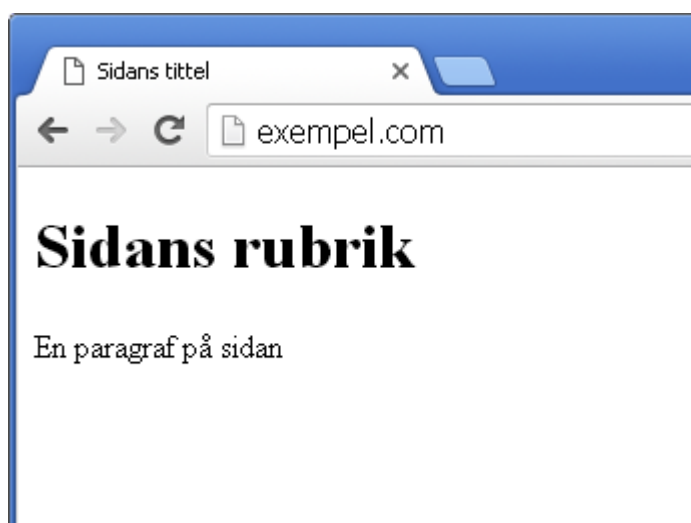 Sidans tittel
exempel.com
Sidans rubrik
En paragraf på sidan